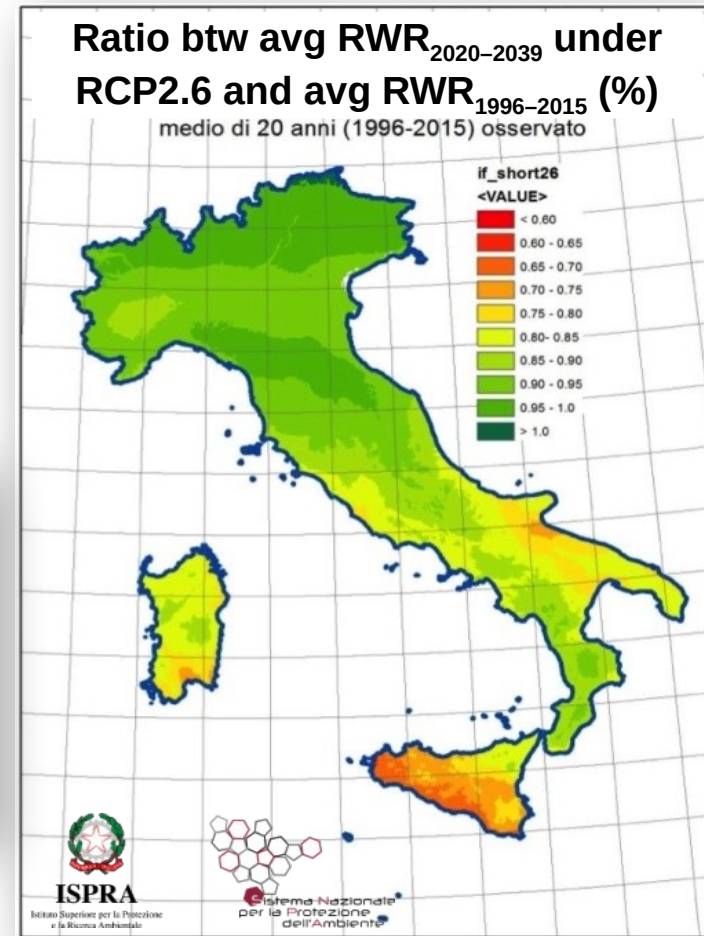 Ratio btw avg RWR2020–2039 under
RCP2.6 and avg RWR1996–2015 (%)
medio di 20 anni (1996-2015) osservato
if_short26
<VALUE>
< 0.60
0.60 - 0.65
0.65 - 0.70
0.70 - 0.75
0.75 - 0.80
0.80- 0.85
0.85 - 0.90
0.90 - 0.95
0.95 - 1.0
> 1.0
ISPRA
Istituto Superiore per la Protezione
e la Ricerca Ambientale
Sistema Nazionale
per la Protezione
dell'Ambiente